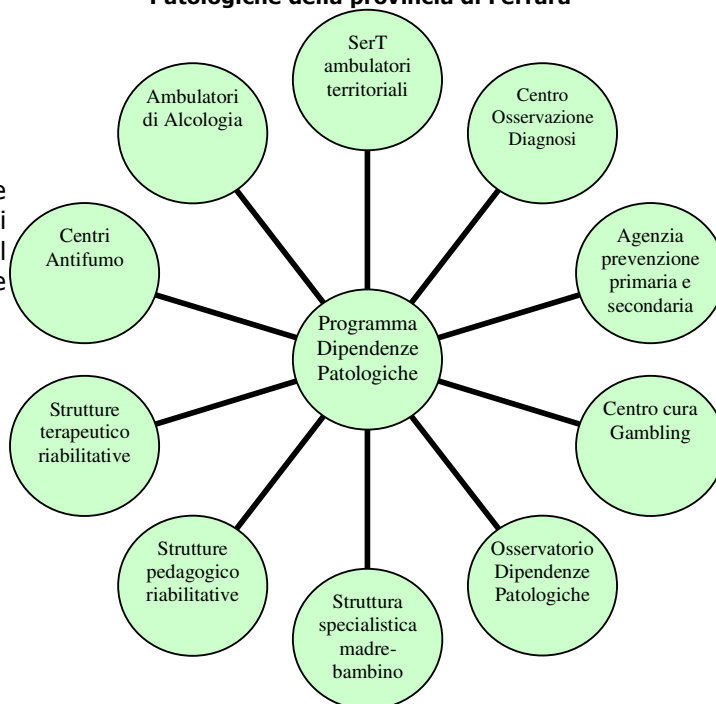 Patologiche della provincia di Ferrara
SerT
ambulatori
territoriali
Centro
Osservazione
Diagnosi
Agenzia
prevenzione
primaria e
secondaria
Centro cura
Gambling
Osservatorio
Dipendenze
Patologiche
Struttura
specialistica
madre-
bambino
Strutture
pedagogico
riabilitative
Strutture
terapeutico
riabilitative
Centri
Antifumo
Ambulatori
di Alcologia
Programma
Dipendenze
Patologiche
e
i
l
e